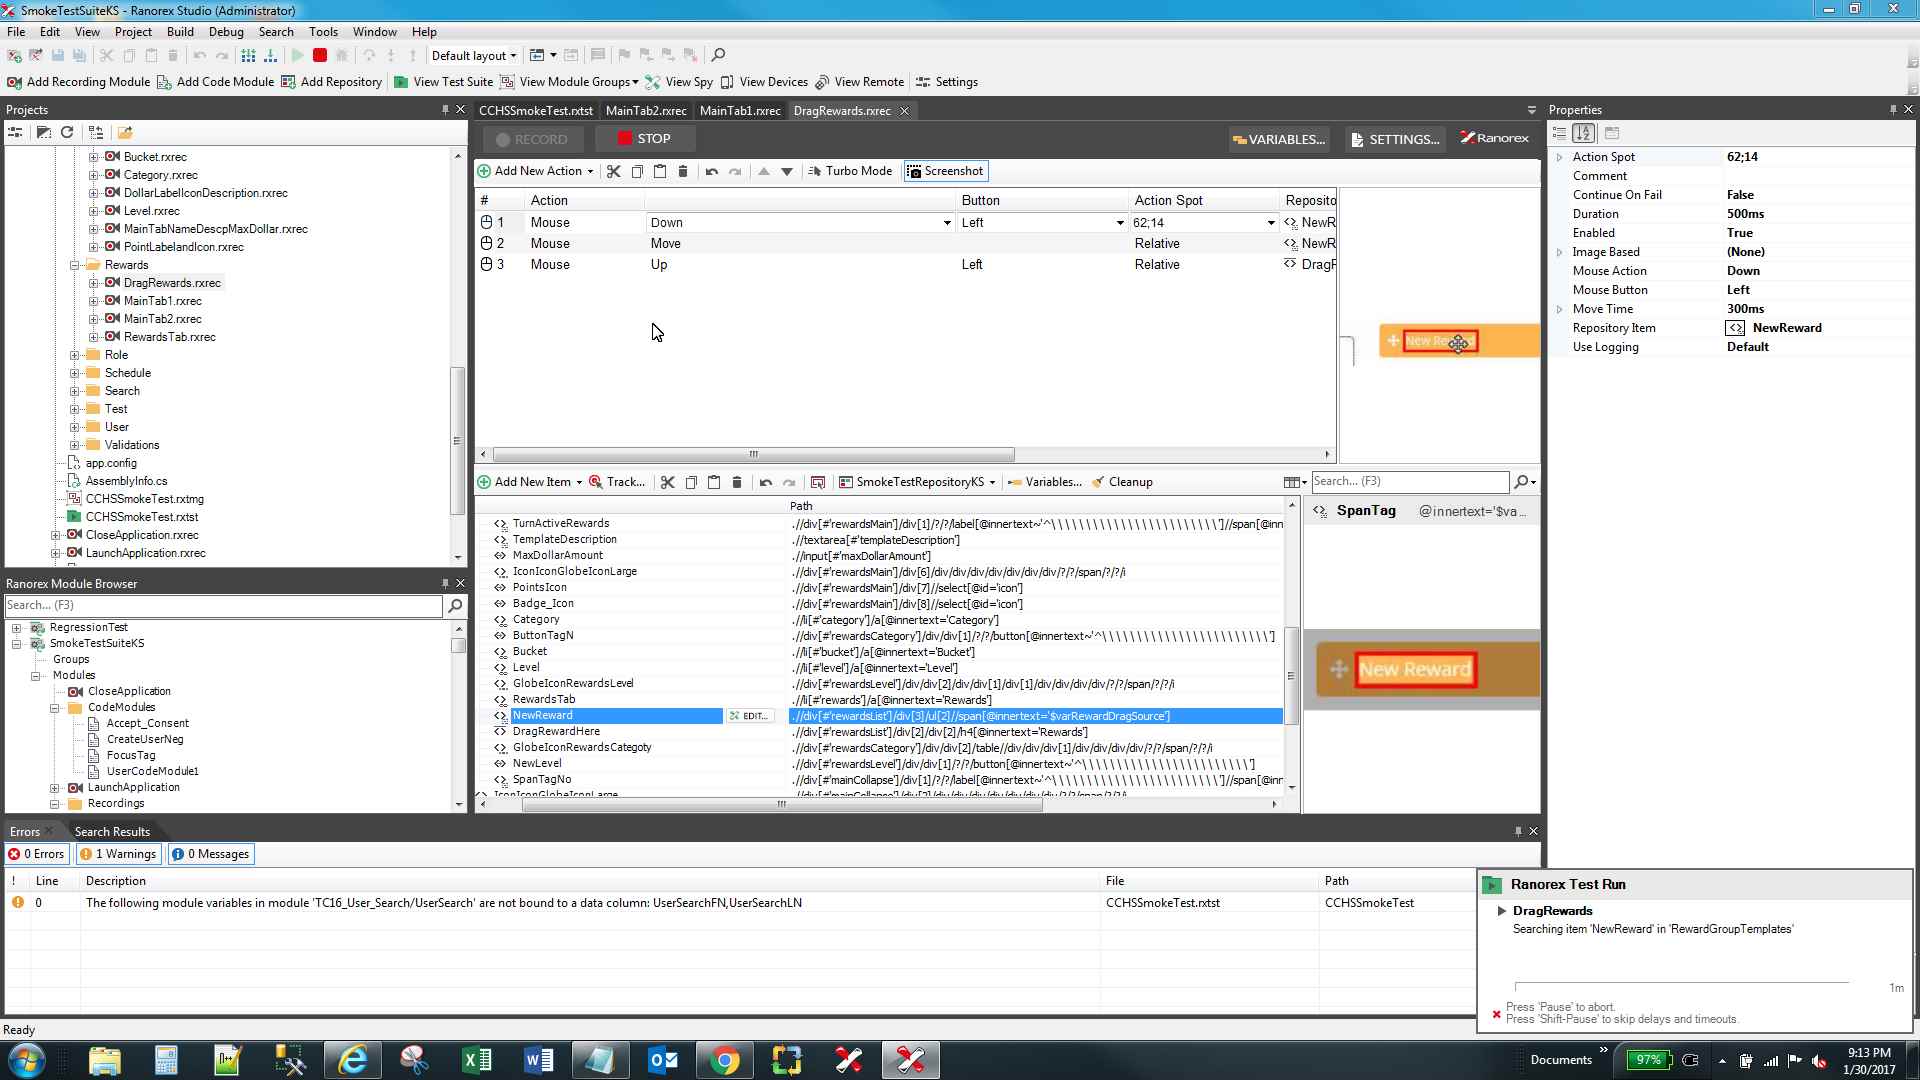 SmokeTestSuiteKS - Ranorex Studio (Administrator)
File Edit View Project Build Debug Search Tools Window Help
Default layout
Add Recording Module Add Code Module Add Repository View Test Suite View Module Groups View Spy View Devices View Remote Settings
Projects
Bucket.rxrec
Category.rxrec
DollarLabelIconDescription.rxrec
Level.rxrec
MainTabNameDescpMaxDollar.rxrec
PointLabelandIcon.rxrec
Rewards
DragRewards.rxrec
MainTab1.rxrec
MainTab2.rxrec
RewardsTab.rxrec
Role
Schedule
Search
Test
User
Validations
app.config
AssemblyInfo.cs
CCHSSmokeTest.rxtmg
CCHSSmokeTest.rxtst
CloseApplication.rxrec
LaunchApplication.rxrec
Ranorex Module Browser
Search... (F3)
RegressionTest
SmokeTestSuiteKS
Groups
Modules
CloseApplication
CodeModules
Accept_Consent
CreateUserNeg
FocusTag
UserCodeModule1
LaunchApplication
Recordings
CCHSSmokeTest.rxtst MainTab2.rxrec MainTab1.rxrec DragRewards.rxrec
RECORD STOP VARIABLES... SETTINGS... Ranorex
Add New Action Turbo Mode Screenshot
# Action Button Action Spot Reposito
1 Mouse Down Left 62;14 NewR
2 Mouse Move Relative NewR
3 Mouse Up Left Relative DragF
Add New Item Track... SmokeTestRepositoryKS Variables... Cleanup Search... (F3)
Path
TurnActiveRewards .//div[#'rewardsMain']/div[1]/?/?/label[@innertext~'^\ \ \ \ \ \ \ \ \ \ \ \ \ \ \ \ \ \ \ \ \ \ \ \ \ ']//span[@inn
TemplateDescription .//textarea[#'templateDescription']
MaxDollarAmount .//input[#'maxDollarAmount']
IconIconGlobeIconLarge .//div[#'rewardsMain']/div[6]/div/div/div/div/div/div/div/?/?/span/?/?/i
PointsIcon .//div[#'rewardsMain']/div[7]//select[@id='icon']
Badge_Icon .//div[#'rewardsMain']/div[8]//select[@id='icon']
Category .//li[#'category']/a[@innertext='Category']
ButtonTagN .//div[#'rewardsCategory']/div/div[1]/?/?/button[@innertext~'^\ \ \ \ \ \ \ \ \ \ \ \ \ \ \ \ \ \ \ \ \ \ \ \ \ ']
Bucket .//li[#'bucket']/a[@innertext='Bucket']
Level .//li[#'level']/a[@innertext='Level']
GlobeIconRewardsLevel .//div[#'rewardsLevel']/div/div[2]/div/div[1]/div[1]/div/div/div/div/?/?/span/?/?/i
RewardsTab .//li[#'rewards']/a[@innertext='Rewards']
NewReward EDIT... .//div[#'rewardsList']/div[3]/ul[2]//span[@innertext='$varRewardDragSource']
DragRewardHere .//div[#'rewardsList']/div[2]/div[2]/h4[@innertext='Rewards']
GlobeIconRewardsCategoty .//div[#'rewardsCategory']/div/div[2]/table//div/div[1]/div/div/div/div/?/?/span/?/?/i
NewLevel .//div[#'rewardsLevel']/div/div[1]/?/?/button[@innertext~'^\ \ \ \ \ \ \ \ \ \ \ \ \ \ \ \ \ \ \ \ \ \ \ \ \ ']
SpanTagNo .//div[#'mainCollapse']/div[1]/?/?/label[@innertext~'^\ \ \ \ \ \ \ \ \ \ \ \ \ \ \ \ \ \ \ \ \ \ \ \ \ ']//span[@inn
IconIconGlobeIconLarge .//div[#'mainCollapse']/div[2]/div/div/div/div/div/div/div/?/?/span/?/?/i
SpanTag @innertext='$va...
New Reward
Properties
Action Spot 62;14
Comment
Continue On Fail False
Duration 500ms
Enabled True
Image Based (None)
Mouse Action Down
Mouse Button Left
Move Time 300ms
Repository Item NewReward
Use Logging Default
Errors Search Results
0 Errors 1 Warnings 0 Messages
! Line Description File Path
0 The following module variables in module 'TC16_User_Search/UserSearch' are not bound to a data column: UserSearchFN,UserSearchLN CCHSSmokeTest.rxtst CCHSSmokeTest
Ranorex Test Run
DragRewards
Searching item 'NewReward' in 'RewardGroupTemplates'
1m
Press 'Pause' to abort.
Press 'Shift-Pause' to skip delays and timeouts.
Ready
Documents 97% 9:13 PM
1/30/2017